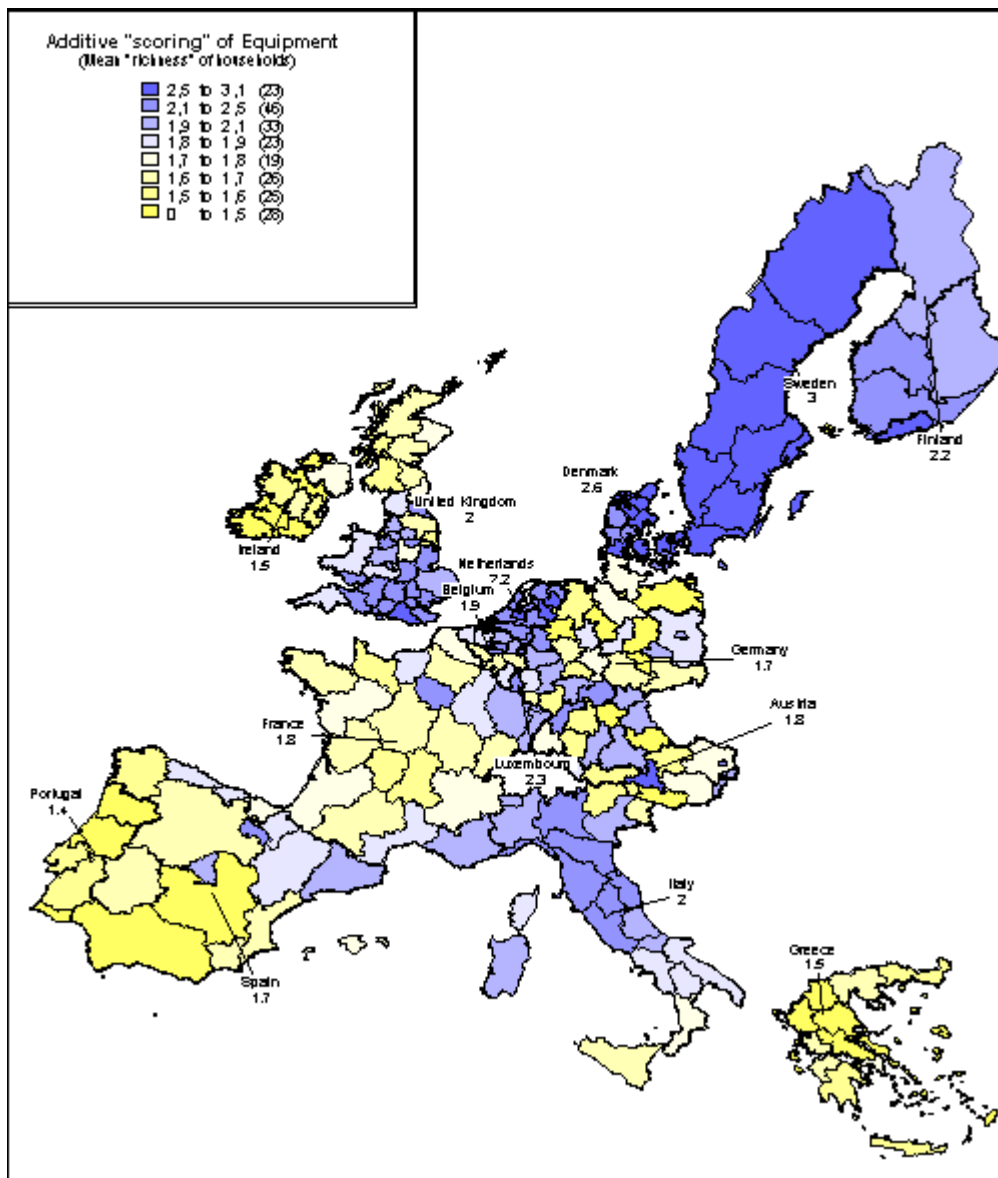 Additive "scoring" of Equipment
(Mean "richness" of households)
2,5 to 3,1 (23)
2,1 to 2,5 (46)
1,9 to 2,1 (33)
1,8 to 1,9 (23)
1,7 to 1,8 (19)
1,6 to 1,7 (26)
1,5 to 1,6 (25)
0 to 1,5 (28)
Sweden
3
Finland
2.2
Denmark
2.6
United Kingdom
2
Ireland
1.5
Netherlands
7.2
Belgium
1.9
Germany
1.7
Austria
1.8
France
1.8
Luxembourg
2.3
Portugal
1.4
Italy
2
Greece
1.5
Spain
1.7